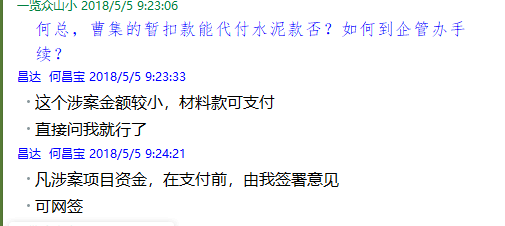 一览众山小 2018/5/5 9:23:06
何总，曹集的暂扣款能代付水泥款否？如何到企管办手
续？
昌达 何昌宝 2018/5/5 9:23:33
这个涉案金额较小，材料款可支付
直接问我就行了
昌达 何昌宝 2018/5/5 9:24:21
凡涉案项目资金，在支付前，由我签署意见
可网签